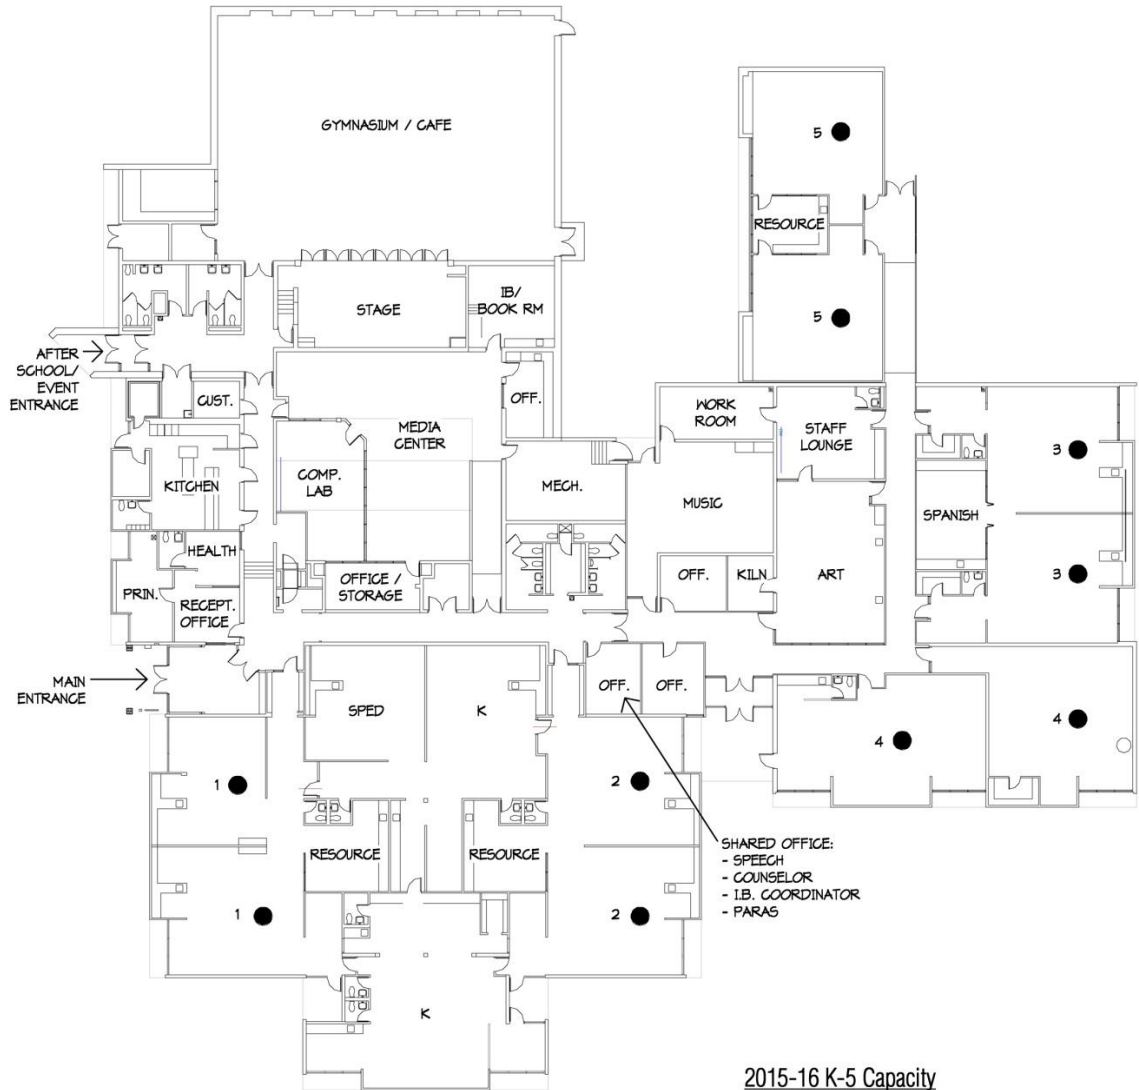 GYMNASIUM / CAFE
5
RESOURCE
5
STAGE
IB/
BOOK RM
AFTER
SCHOOL/
EVENT
ENTRANCE
CUST.
OFF.
MEDIA
CENTER
WORK
ROOM
STAFF
LOUNGE
3
KITCHEN
COMP.
LAB
MECH.
MUSIC
SPANISH
HEALTH
OFF.
KILN
ART
3
PRIN.
OFFICE /
STORAGE
RECEPT.
OFFICE
MAIN
ENTRANCE
SPED
K
OFF.
OFF.
4
4
1
2
RESOURCE
RESOURCE
SHARED OFFICE:
- SPEECH
- COUNSELOR
- I.B. COORDINATOR
- PARAS
1
2
K
2015-16 K-5 Capacity